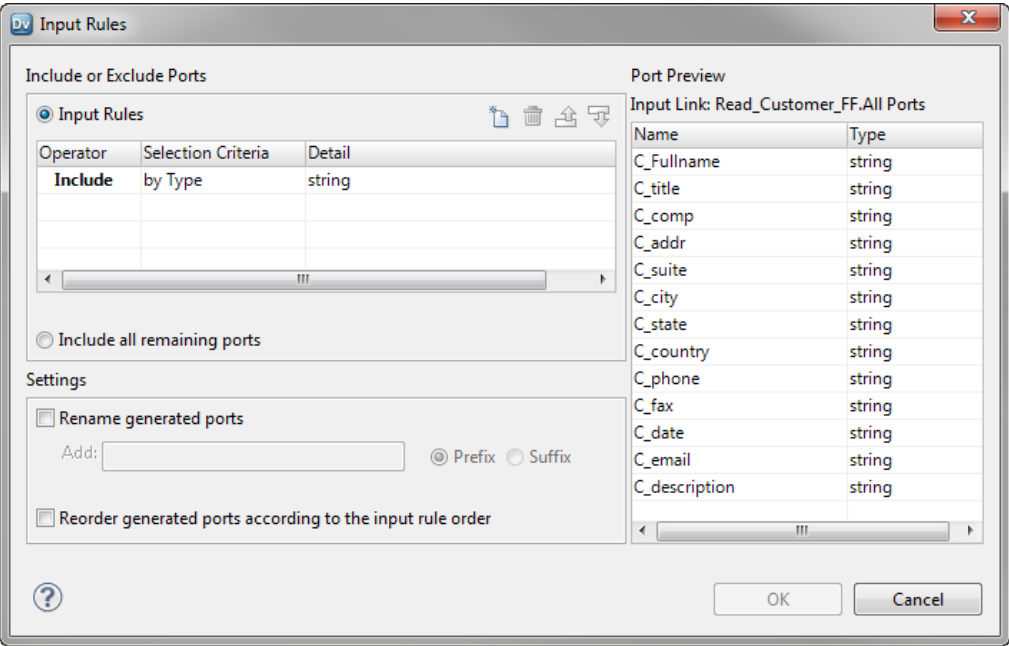 Dv Input Rules
Include or Exclude Ports
Input Rules
Operator Selection Criteria Detail
Include by Type string
Include all remaining ports
Settings
Rename generated ports
Add:
Prefix Suffix
Reorder generated ports according to the input rule order
Port Preview
Input Link: Read_Customer_FF.All Ports
Name Type
C_Fullname string
C_title string
C_comp string
C_addr string
C_suite string
C_city string
C_state string
C_country string
C_phone string
C_fax string
C_date string
C_email string
C_description string
?
OK Cancel